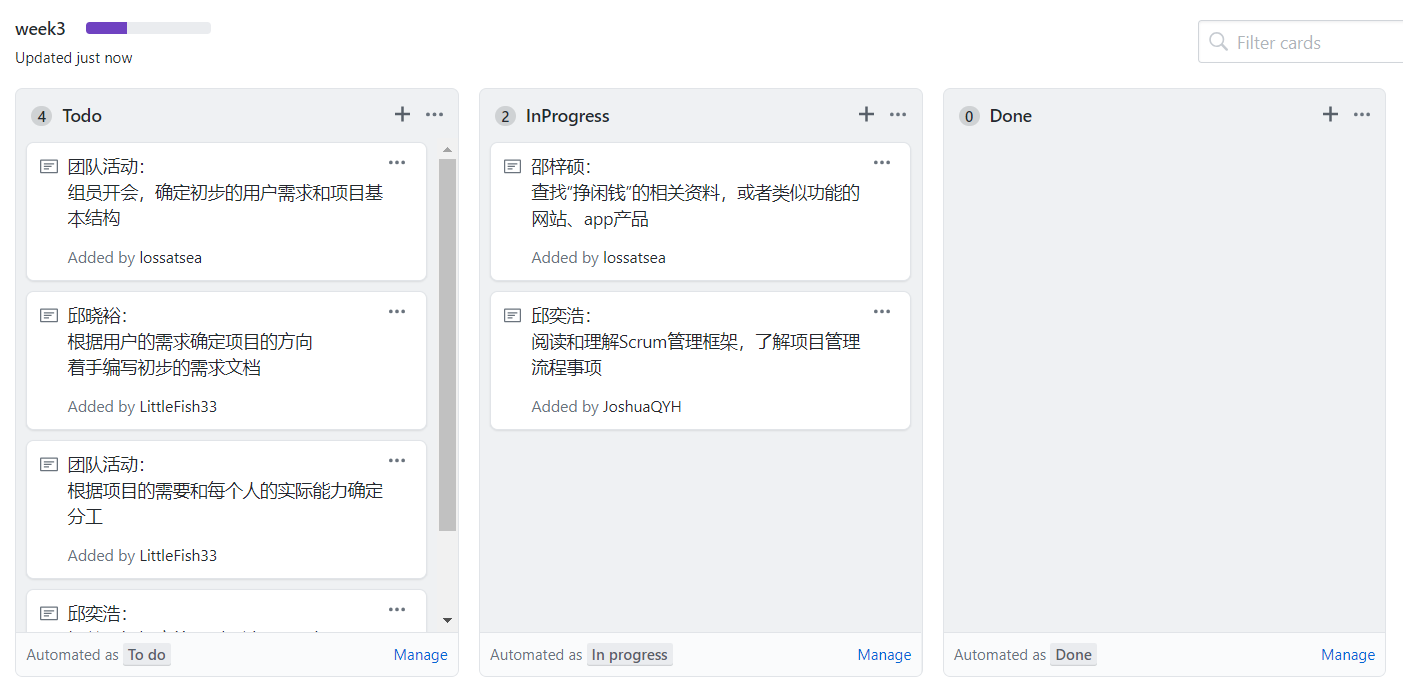 week3
Updated just now
Filter cards
4 Todo
团队活动：
组员开会，确定初步的用户需求和项目基
本结构
Added by lossatsea
邱晓裕：
根据用户的需求确定项目的方向
着手编写初步的需求文档
Added by LittleFish33
团队活动：
根据项目的需要和每个人的实际能力确定
分工
Added by LittleFish33
邱奕浩：
Automated as To do Manage
2 InProgress
邵梓硕：
查找“挣闲钱”的相关资料，或者类似功能的
网站、app产品
Added by lossatsea
邱奕浩：
阅读和理解Scrum管理框架，了解项目管理
流程事项
Added by JoshuaQYH
Automated as In progress Manage
0 Done
Automated as Done Manage